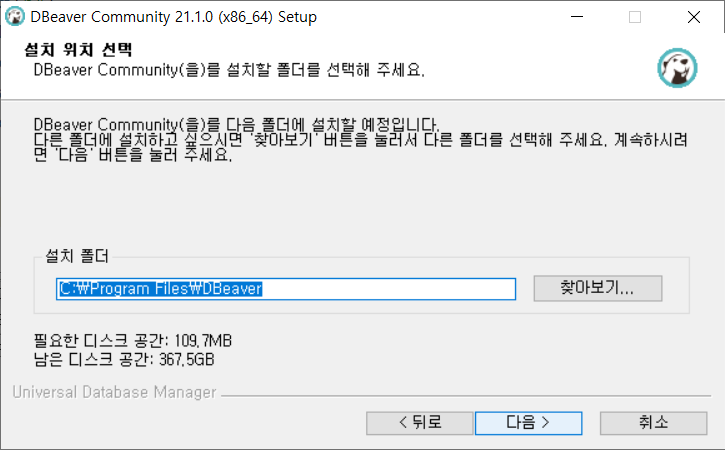 DBeaver Community 21.1.0 (x86_64) Setup
설치 위치 선택
DBeaver Community(을)를 설치할 폴더를 선택해 주세요.
DBeaver Community(을)를 다음 폴더에 설치할 예정입니다.
다른 폴더에 설치하고 싶으시면 '찾아보기' 버튼을 눌러서 다른 폴더를 선택해 주세요. 계속하시려
면 '다음' 버튼을 눌러 주세요.
설치 폴더
C:₩Program Files₩DBeaver
찾아보기...
필요한 디스크 공간: 109.7MB
남은 디스크 공간: 367.5GB
Universal Database Manager
< 뒤로
다음 >
취소